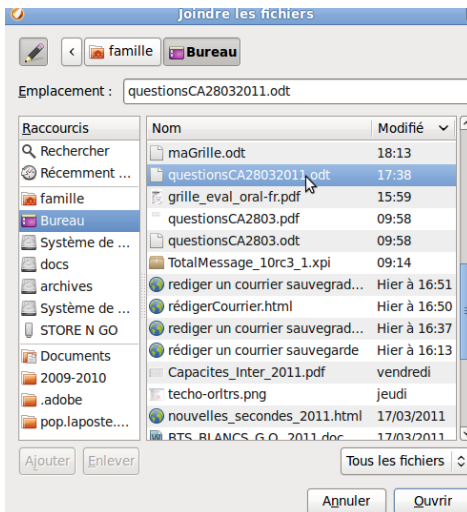 Joindre les fichiers
famille
Bureau
Emplacement :
questionsCA28032011.odt
Raccourcis
Nom
Modifié
Rechercher
maGrille.odt
18:13
Récemment ...
questionsCA28032011.odt
17:38
famille
grille_eval_oral-fr.pdf
15:59
Bureau
questionsCA2803.pdf
09:58
Système de ...
questionsCA2803.odt
09:58
docs
TotalMessage_10rc3_1.xpi
09:14
archives
rediger un courrier sauvegrad...
Hier à 16:51
Système de ...
rédigerCourrier.html
Hier à 16:50
STORE N GO
rediger un courrier sauvegrad...
Hier à 16:37
Documents
rédiger un courrier sauvegarde
Hier à 16:13
2009-2010
Capacites_Inter_2011.pdf
vendredi
.adobe
techo-orltrs.png
jeudi
pop.laposte....
nouvelles_secondes_2011.html
17/03/2011
BTS_BLANCS_G.O._2011.doc
17/03/2011
Ajouter
Enlever
Tous les fichiers
Annuler
Ouvrir